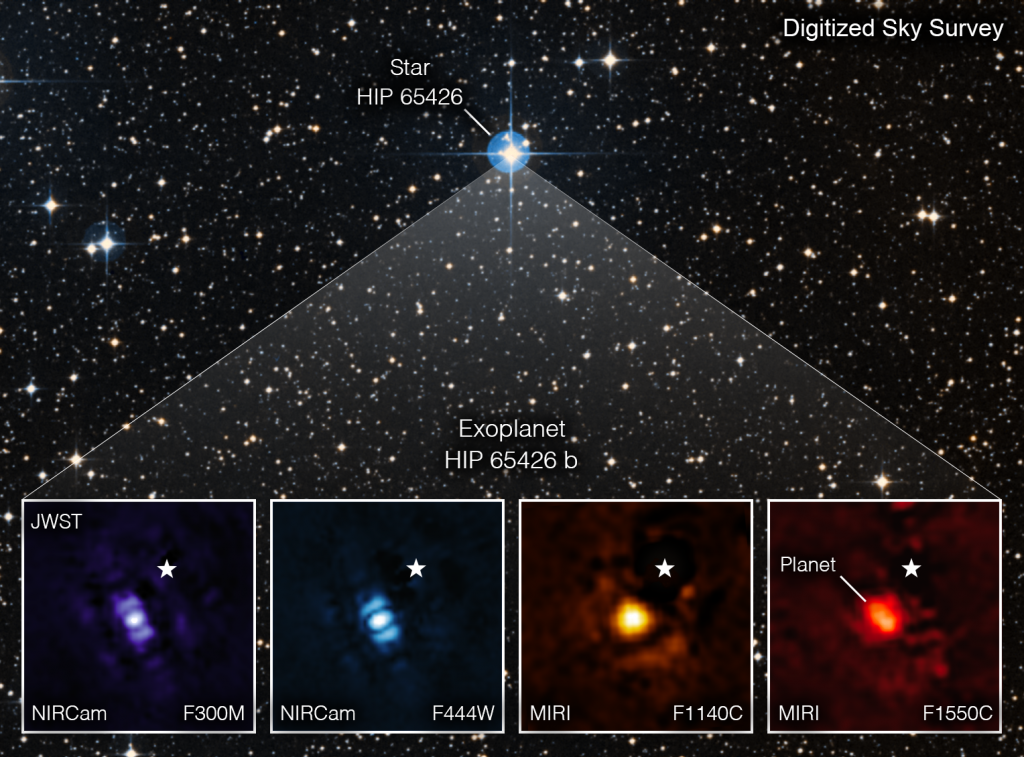 Digitized Sky Survey
Star
HIP 65426
Exoplanet
HIP 65426 b
JWST
NIRCam
F300M
NIRCam
F444W
MIRI
F1140C
Planet
MIRI
F1550C